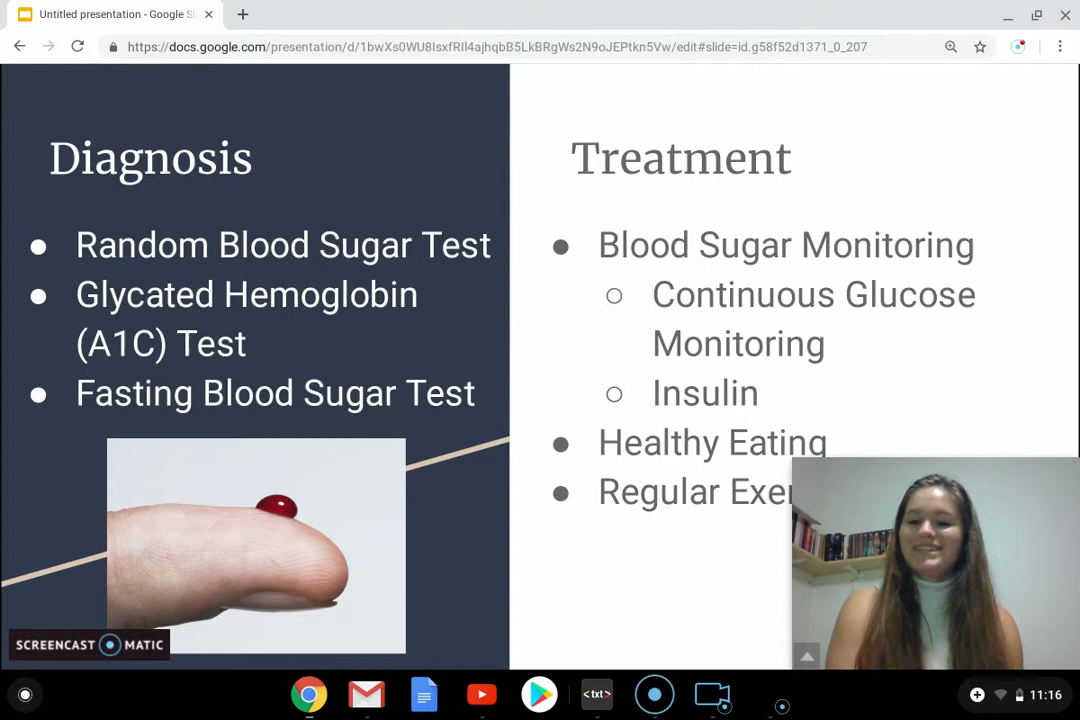 Untitled presentation - Google Sl
https://docs.google.com/presentation/d/1bwXs0WU8IsxfRIl4ajhqbB5LkBRgWs2N9oJEPtkn5Vw/edit#slide=id.g58f52d1371_0_207
Diagnosis
● Random Blood Sugar Test
● Glycated Hemoglobin
(A1C) Test
● Fasting Blood Sugar Test
Treatment
● Blood Sugar Monitoring
○ Continuous Glucose
Monitoring
○ Insulin
● Healthy Eating
● Regular Exer
SCREENCAST MATIC
<txt>
11:16